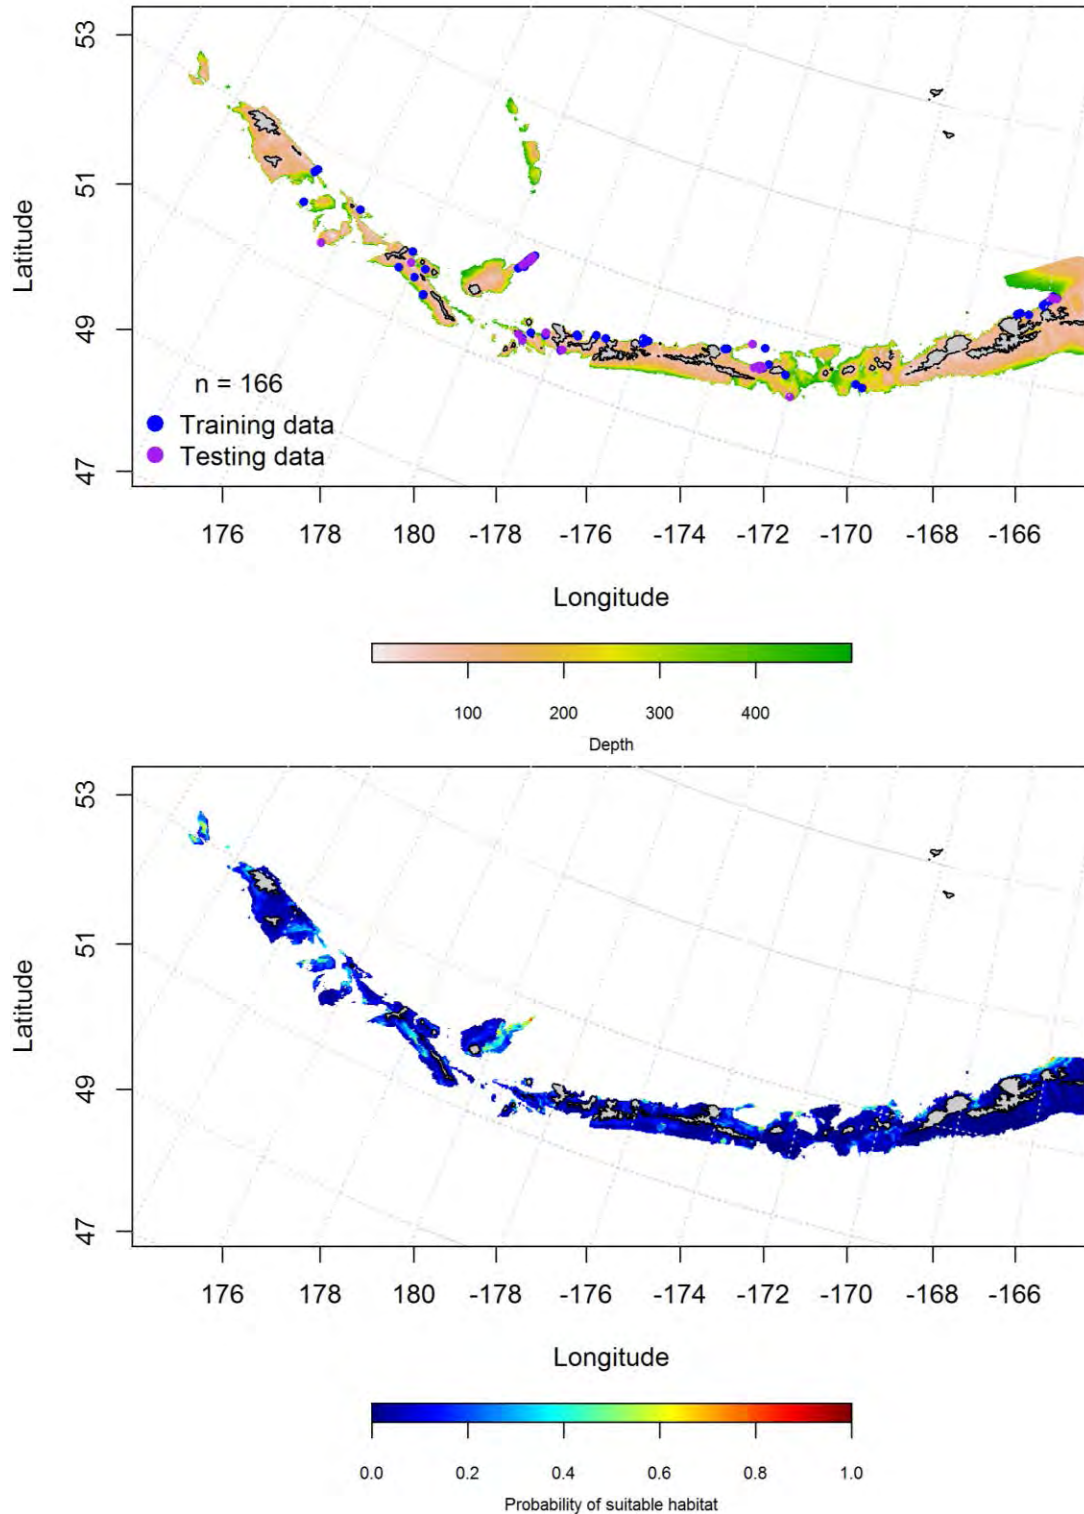 53
51
49
47
Latitude
n = 166
Training data
Testing data
176 178 180 -178 -176 -174 -172 -170 -168 -166
Longitude
100 200 300 400
Depth
53
51
49
47
Latitude
176 178 180 -178 -176 -174 -172 -170 -168 -166
Longitude
0.0 0.2 0.4 0.6 0.8 1.0
Probability of suitable habitat